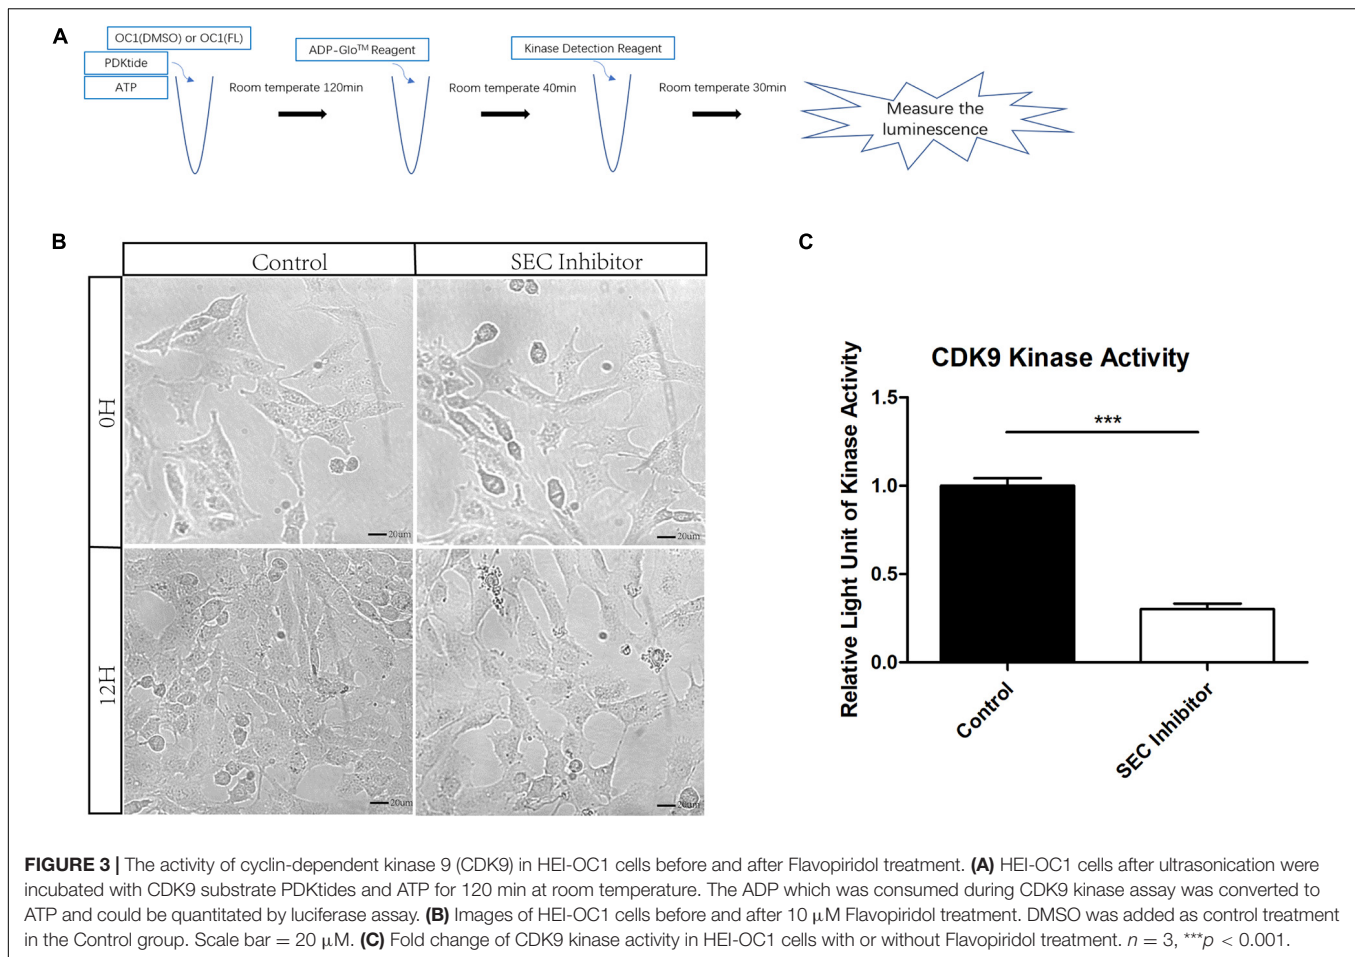 A
OC1(DMSO) or OC1(FL)
PDKtide
ATP
Room temperate 120min
ADP-Glo™ Reagent
Room temperate 40min
Kinase Detection Reagent
Room temperate 30min
Measure the
luminescence
B
Control
SEC Inhibitor
0H
20um
20um
12H
20um
20um
C
CDK9 Kinase Activity
Relative Light Unit of Kinase Activity
1.5
1.0
0.5
0.0
***
Control
SEC Inhibitor
FIGURE 3 | The activity of cyclin-dependent kinase 9 (CDK9) in HEI-OC1 cells before and after Flavopiridol treatment. (A) HEI-OC1 cells after ultrasonication were
incubated with CDK9 substrate PDKtides and ATP for 120 min at room temperature. The ADP which was consumed during CDK9 kinase assay was converted to
ATP and could be quantitated by luciferase assay. (B) Images of HEI-OC1 cells before and after 10 μM Flavopiridol treatment. DMSO was added as control treatment
in the Control group. Scale bar = 20 μM. (C) Fold change of CDK9 kinase activity in HEI-OC1 cells with or without Flavopiridol treatment. n = 3, ***p < 0.001.